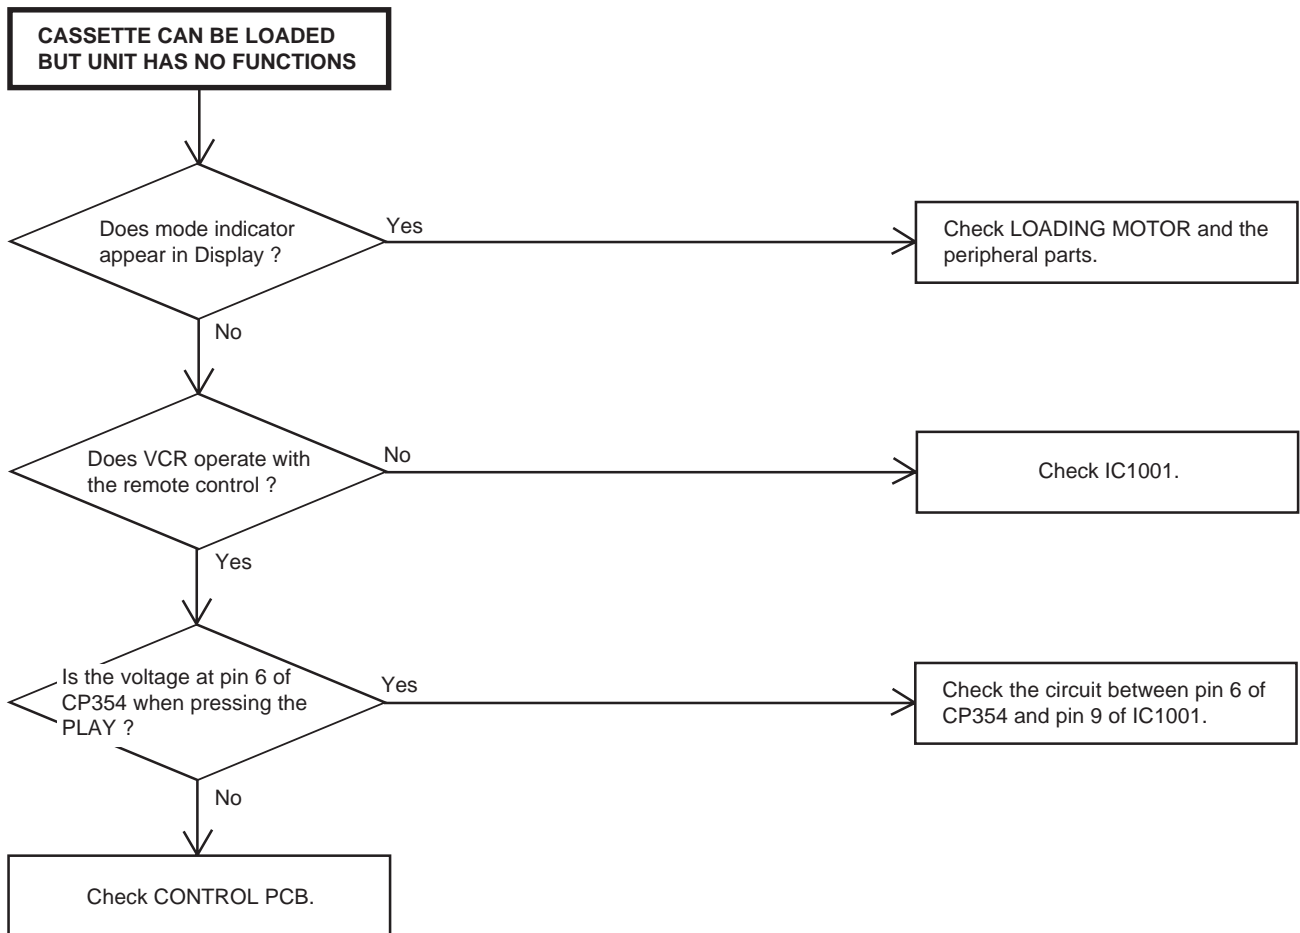 CASSETTE CAN BE LOADED
BUT UNIT HAS NO FUNCTIONS
Does mode indicator
appear in Display ?
Yes
Check LOADING MOTOR and the
peripheral parts.
No
Does VCR operate with
the remote control ?
No
Check IC1001.
Yes
Is the voltage at pin 6 of
CP354 when pressing the
PLAY ?
Yes
Check the circuit between pin 6 of
CP354 and pin 9 of IC1001.
No
Check CONTROL PCB.